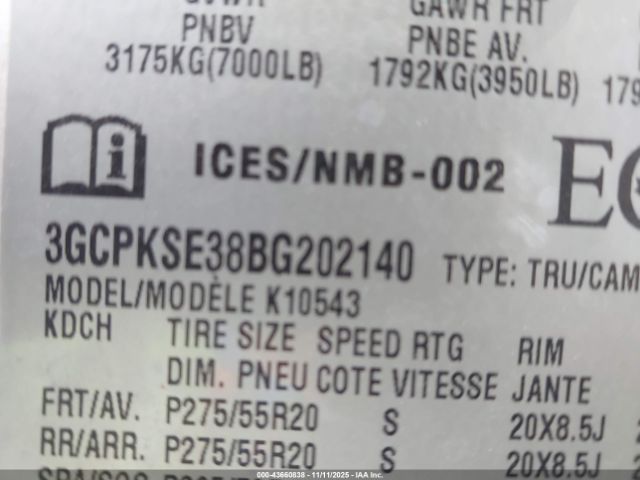 PNBV
3175KG(7000LB)
GAWR FRT
PNBE AV.
1792KG(3950LB)
ICES/NMB-002
3GCPKSE38BG202140 TYPE: TRU/CAM
MODEL/MODÈLE K10543
KDCH TIRE SIZE SPEED RTG RIM
DIM. PNEU COTE VITESSE JANTE
FRT/AV. P275/55R20 S 20X8.5J
RR/ARR. P275/55R20 S 20X8.5J
000-43660838 - 11/11/2025 - IAAI.com